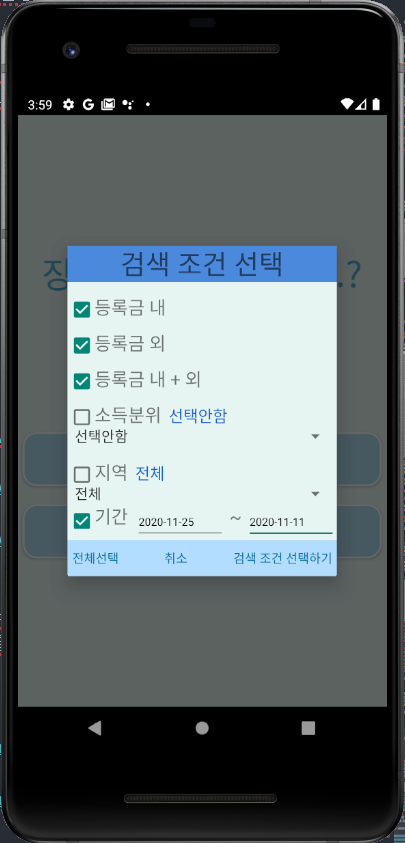 3:59
장 .?
검색 조건 선택
등록금 내
등록금 외
등록금 내 + 외
소득분위 선택안함
선택안함
지역 전체
전체
기간 2020-11-25 ~ 2020-11-11
전체선택 취소 검색 조건 선택하기